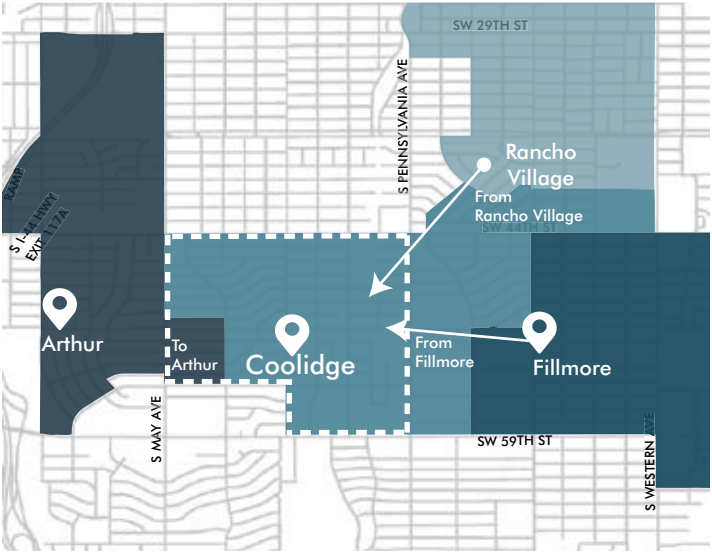 SW 29TH ST
S PENNSYLVANIA AVE
Rancho
Village
From
Rancho Village
SW 44TH ST
RAMP
S I-44 HWY
EXIT 117A
Arthur
To
Arthur
Coolidge
From
Fillmore
Fillmore
S MAY AVE
SW 59TH ST
S WESTERN AVE